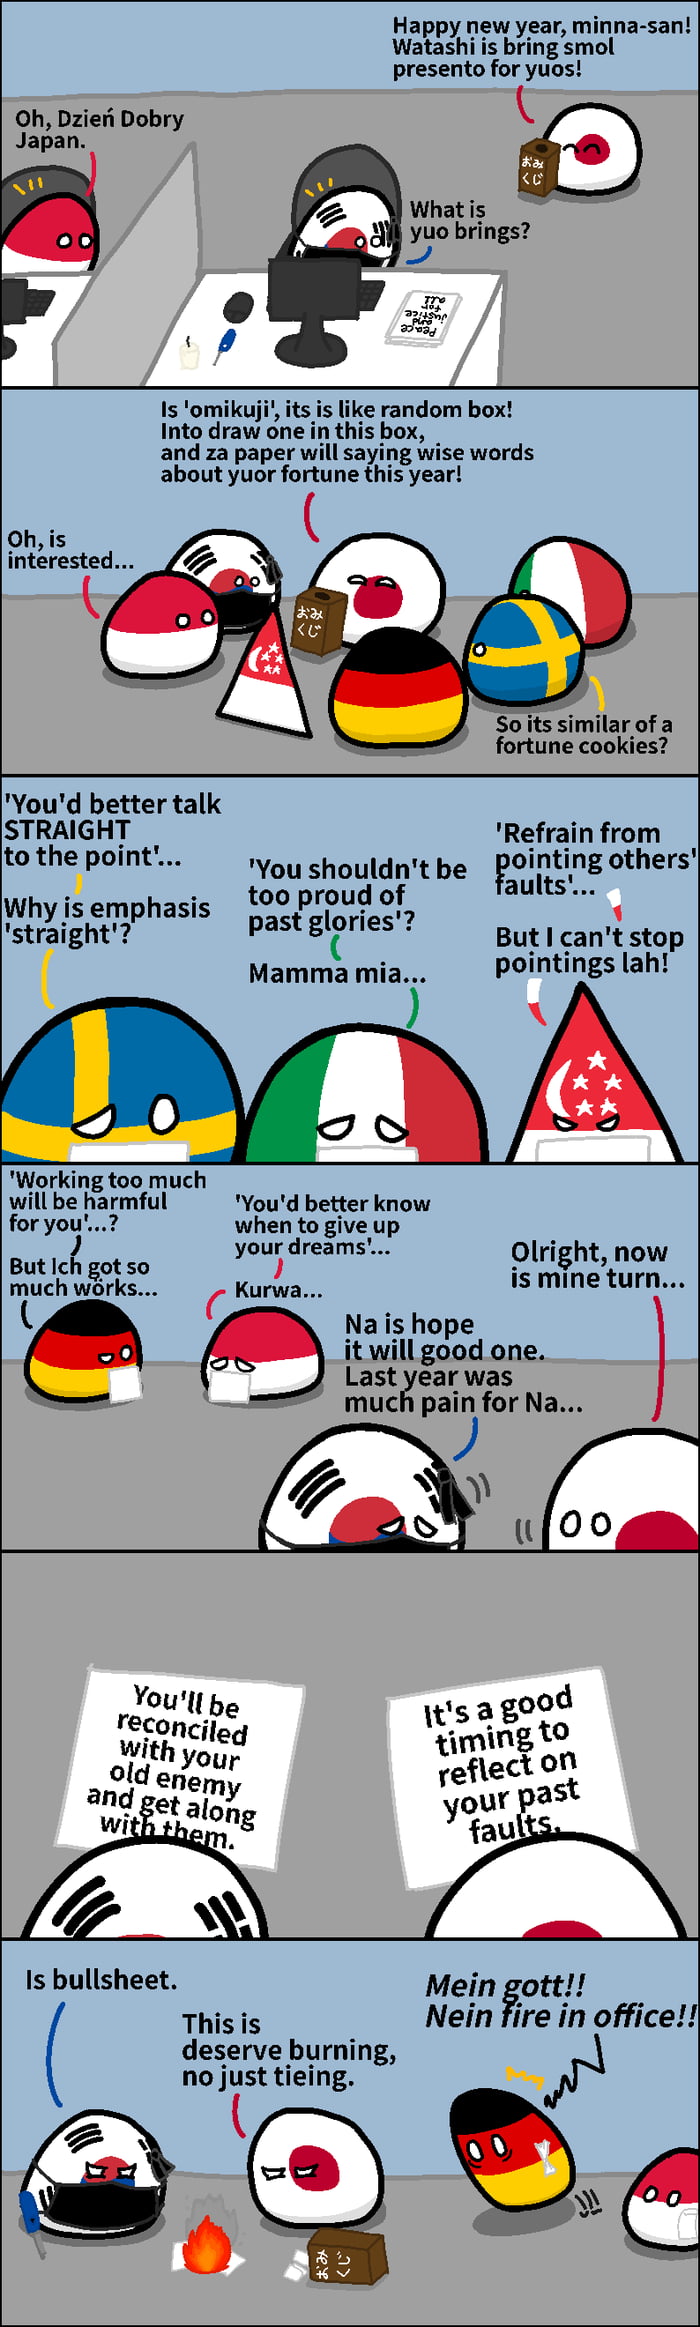 Happy new year, minna-san!
Watashi is bring smol
presento for yuos!
Oh, Dzień Dobry
Japan.
おみ
くじ
What is
yuo brings?
Peace
and
justice
for
all
Is 'omikuji', its is like random box!
Into draw one in this box,
and za paper will saying wise words
about yuor fortune this year!
Oh, is
interested...
おみ
くじ
So its similar of a
fortune cookies?
'You'd better talk
STRAIGHT
to the point'...
Why is emphasis
'straight'?
'You shouldn't be
too proud of
past glories'?
Mamma mia...
'Refrain from
pointing others'
faults'...
But I can't stop
pointings lah!
'Working too much
will be harmful
for you'...?
But Ich got so
much wörks...
'You'd better know
when to give up
your dreams'...
Kurwa...
Na is hope
it will good one.
Last year was
much pain for Na...
Olright, now
is mine turn...
You'll be
reconciled
with your
old enemy
and get along
with them.
It's a good
timing to
reflect on
your past
faults.
Is bullsheet.
This is
deserve burning,
no just tieing.
Mein gott!!
Nein fire in office!!
おみ
くじ